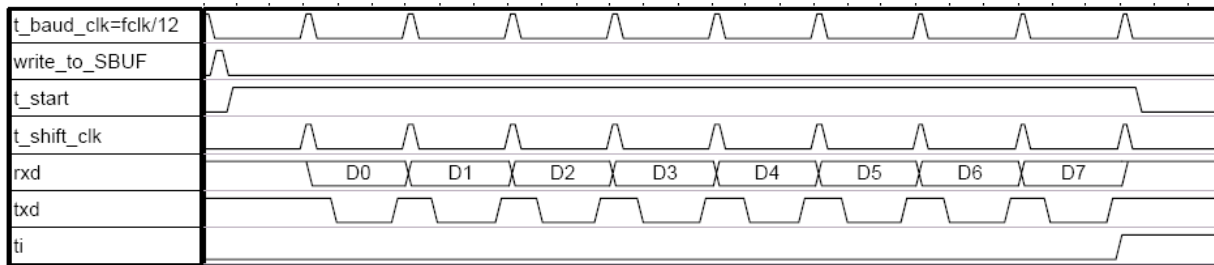 t_baud_clk=fclk/12
write_to_SBUF
t_start
t_shift_clk
rxd D0 D1 D2 D3 D4 D5 D6 D7
txd
ti